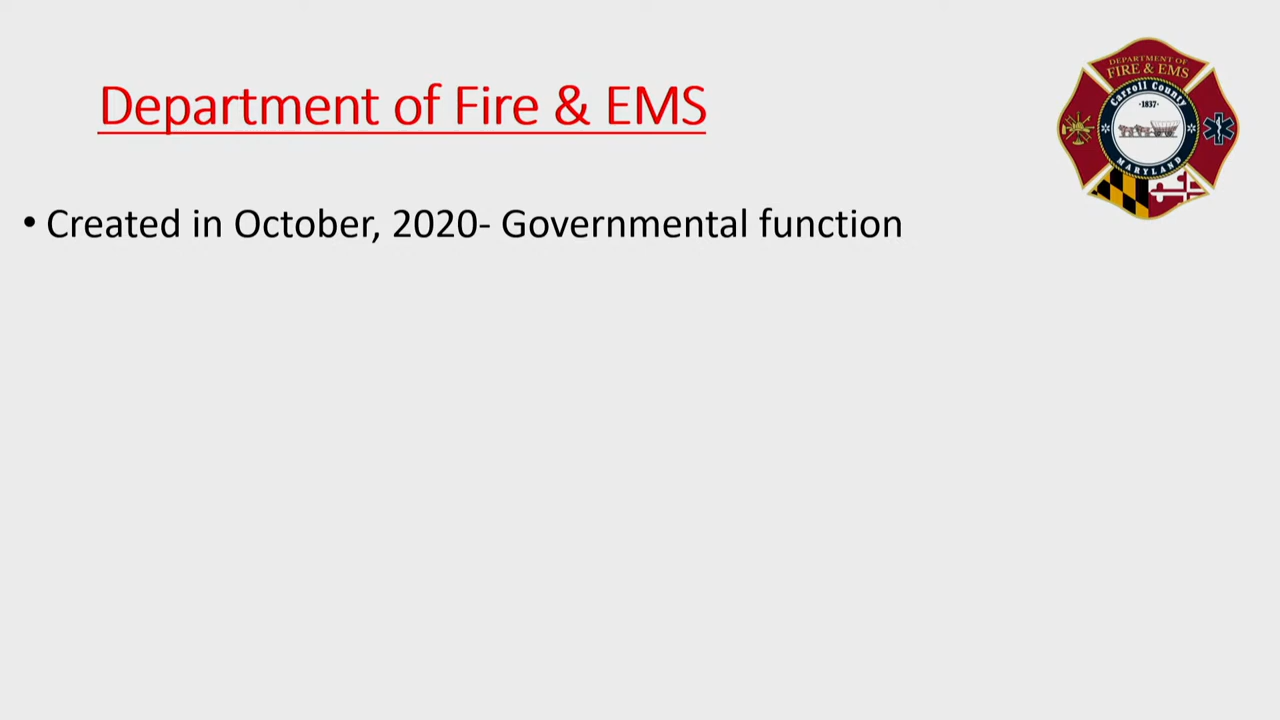 Department of Fire & EMS
DEPARTMENT OF
FIRE & EMS
Carroll County
·1837·
MARYLAND
• Created in October, 2020- Governmental function